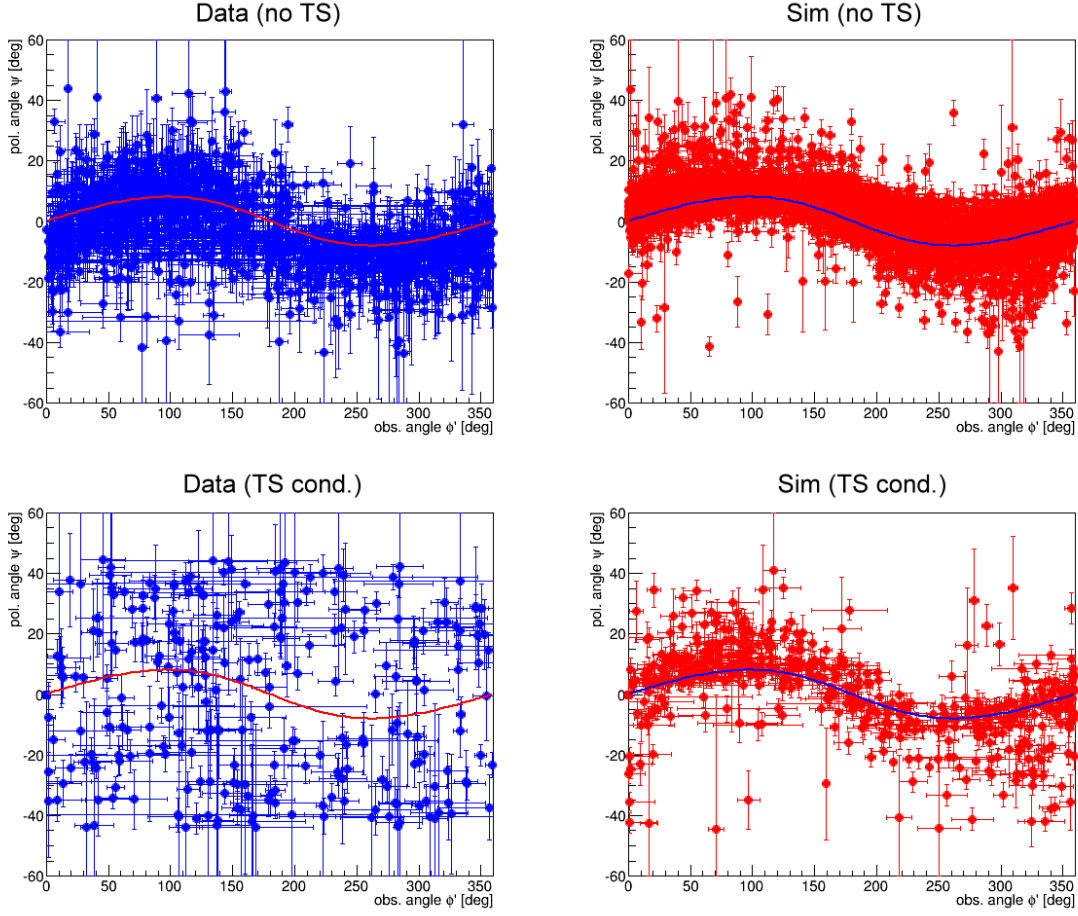 Data (no TS)
pol. angle ψ [deg]
60
40
20
0
-20
-40
-60
0 50 100 150 200 250 300 350
obs. angle ϕ' [deg]
Sim (no TS)
pol. angle ψ [deg]
60
40
20
0
-20
-40
-60
0 50 100 150 200 250 300 350
obs. angle ϕ' [deg]
Data (TS cond.)
pol. angle ψ [deg]
60
40
20
0
-20
-40
-60
0 50 100 150 200 250 300 350
obs. angle ϕ' [deg]
Sim (TS cond.)
pol. angle ψ [deg]
60
40
20
0
-20
-40
-60
0 50 100 150 200 250 300 350
obs. angle ϕ' [deg]